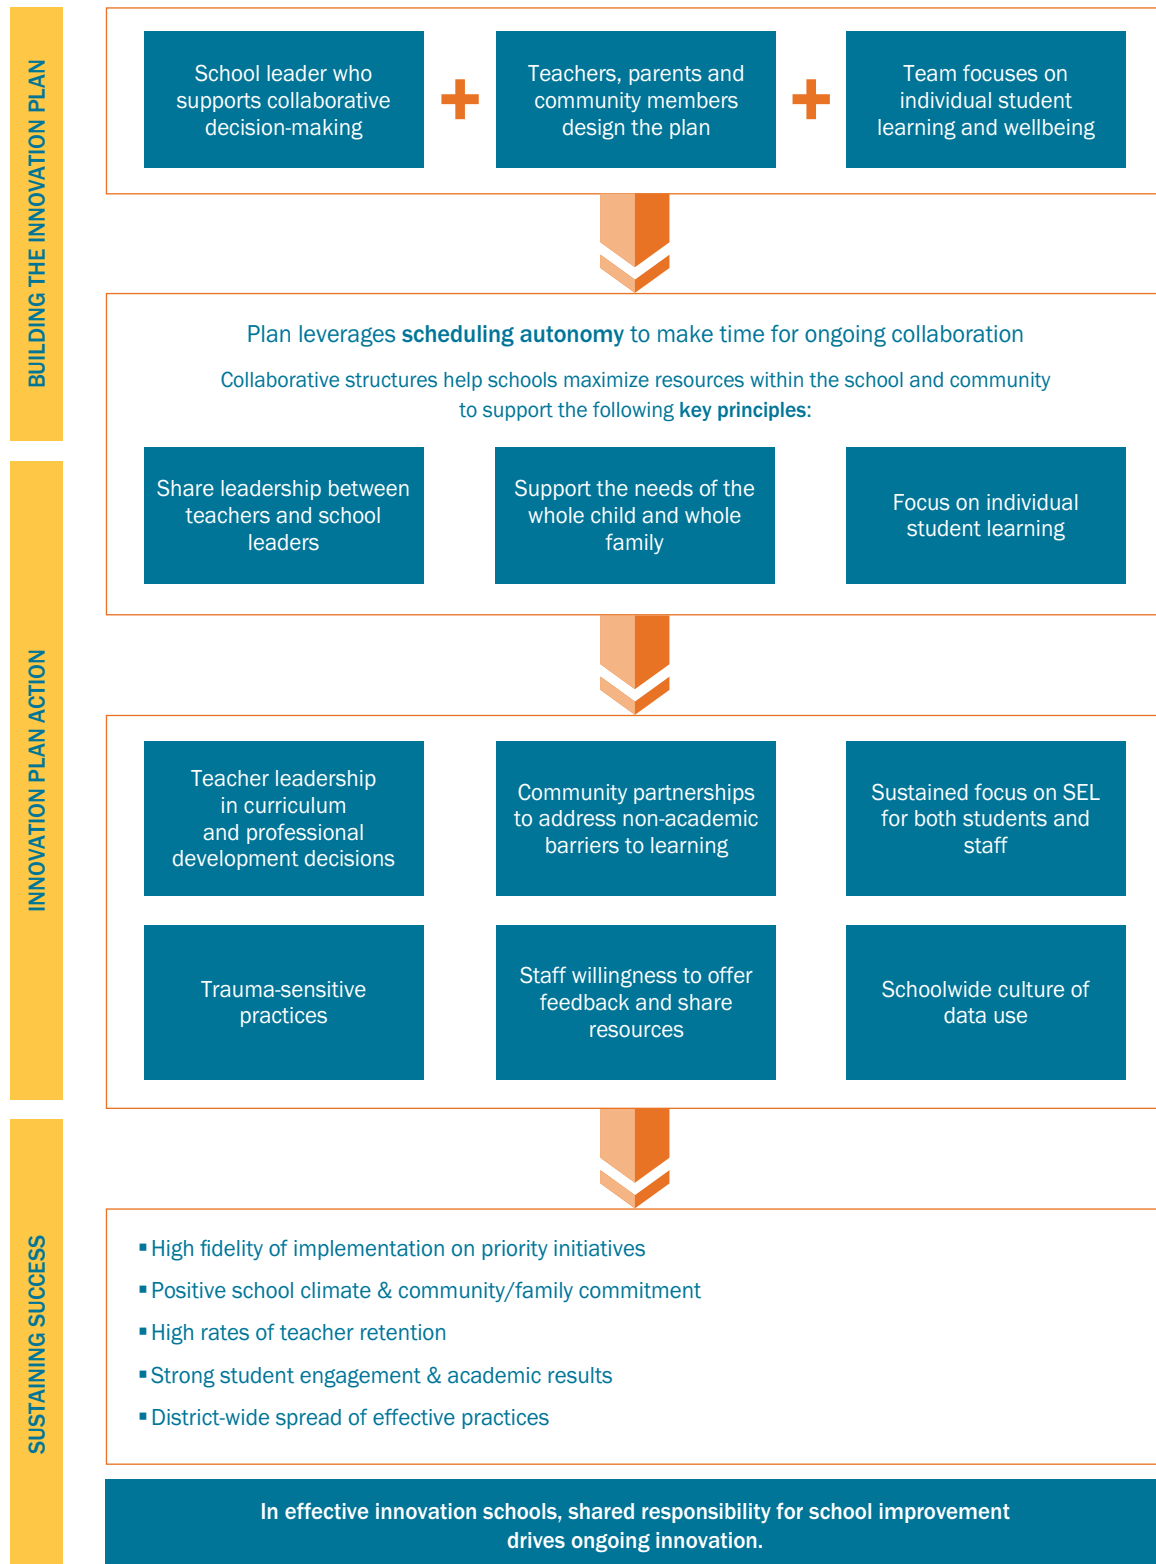 BUILDING THE INNOVATION PLAN
School leader who
supports collaborative
decision-making
Teachers, parents and
community members
design the plan
Team focuses on
individual student
learning and wellbeing
Plan leverages scheduling autonomy to make time for ongoing collaboration
Collaborative structures help schools maximize resources within the school and community
to support the following key principles:
INNOVATION PLAN ACTION
Share leadership between
teachers and school
leaders
Support the needs of the
whole child and whole
family
Focus on individual
student learning
Teacher leadership
in curriculum
and professional
development decisions
Community partnerships
to address non-academic
barriers to learning
Sustained focus on SEL
for both students and
staff
Trauma-sensitive
practices
Staff willingness to offer
feedback and share
resources
Schoolwide culture of
data use
SUSTAINING SUCCESS
▪ High fidelity of implementation on priority initiatives
▪ Positive school climate & community/family commitment
▪ High rates of teacher retention
▪ Strong student engagement & academic results
▪ District-wide spread of effective practices
In effective innovation schools, shared responsibility for school improvement
drives ongoing innovation.